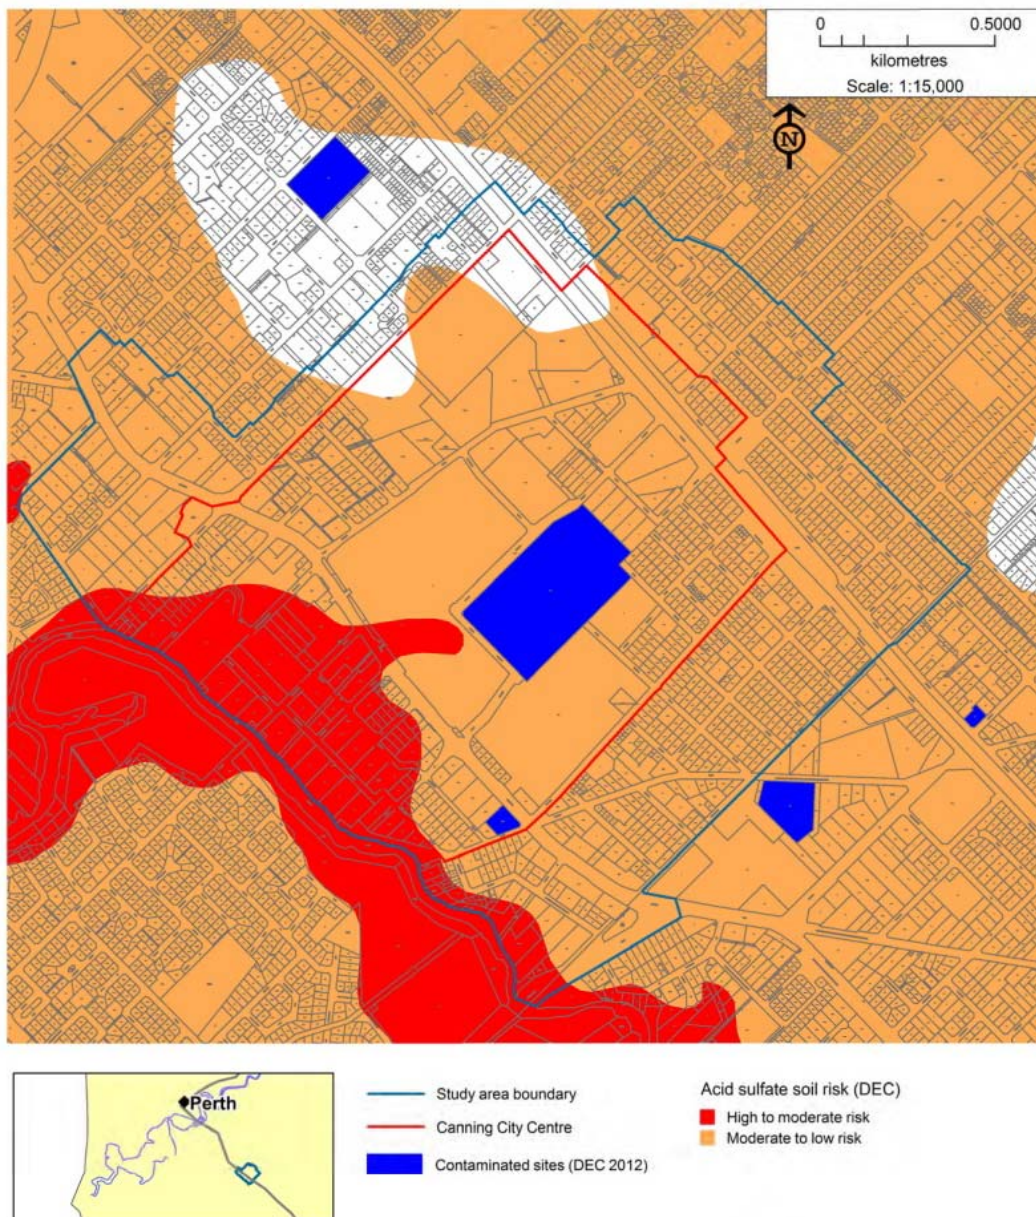 0 0.5000
kilometres
Scale: 1:15,000
N
Perth
Study area boundary
Canning City Centre
Contaminated sites (DEC 2012)
Acid sulfate soil risk (DEC)
High to moderate risk
Moderate to low risk